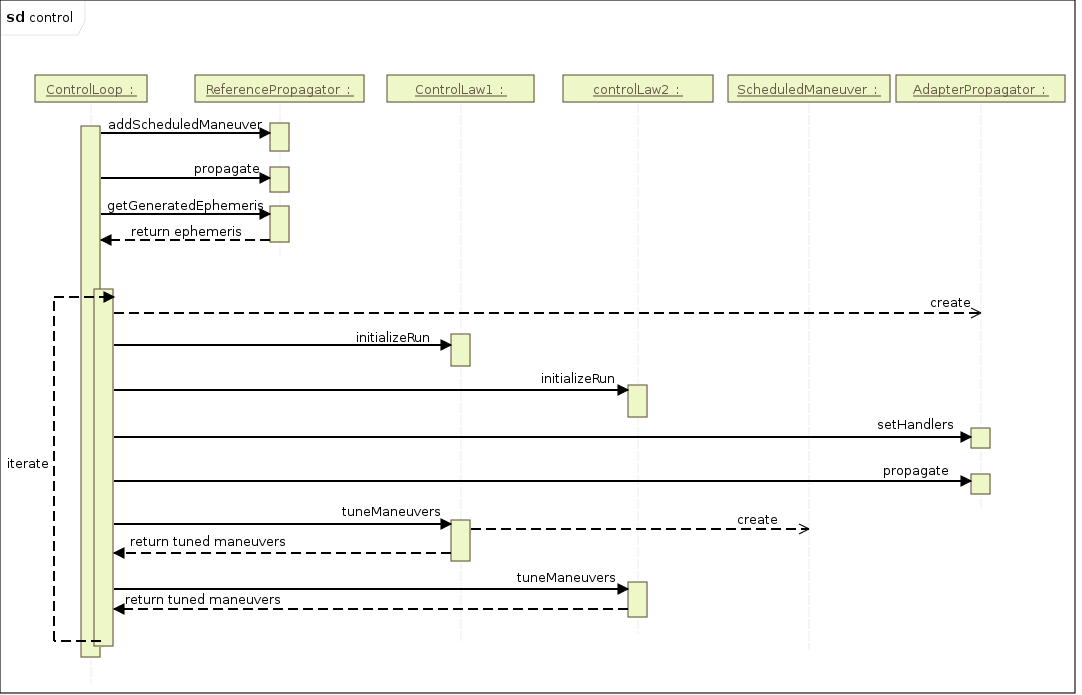 sd control
ControlLoop :
ReferencePropagator :
ControlLaw1 :
controlLaw2 :
ScheduledManeuver :
AdapterPropagator :
addScheduledManeuver
propagate
getGeneratedEphemeris
return ephemeris
create
initializeRun
initializeRun
setHandlers
iterate
propagate
tuneManeuvers
create
return tuned maneuvers
tuneManeuvers
return tuned maneuvers